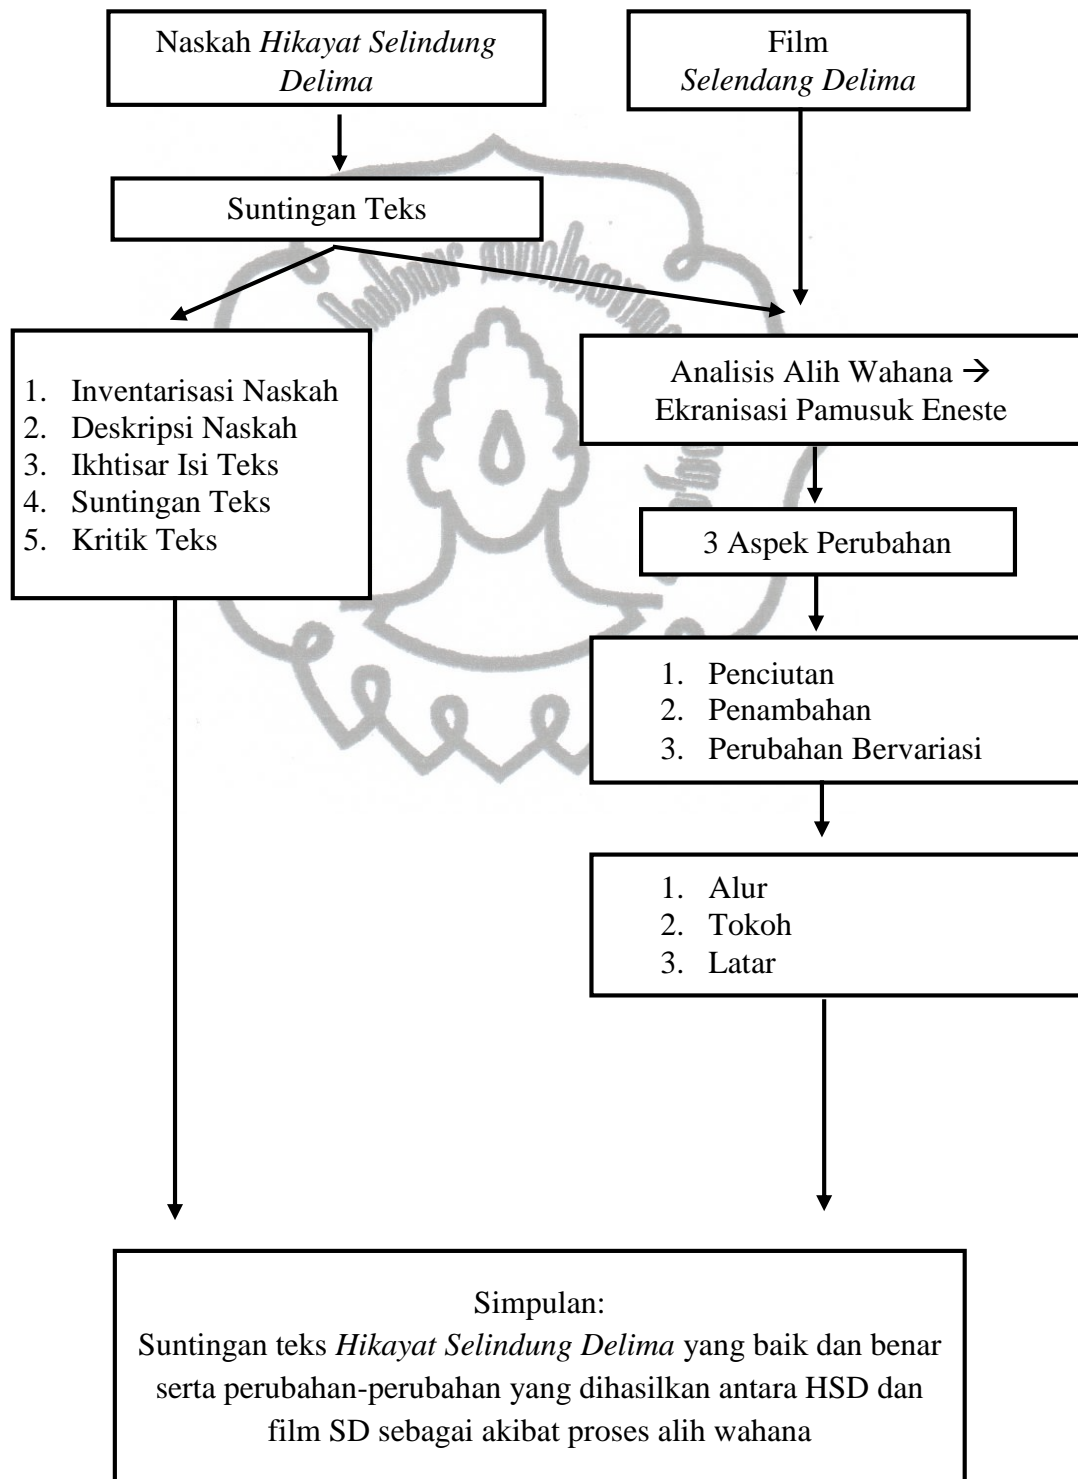 Naskah Hikayat Selindung
Delima
Film
Selendang Delima
Suntingan Teks
1. Inventarisasi Naskah
2. Deskripsi Naskah
3. Ikhtisar Isi Teks
4. Suntingan Teks
5. Kritik Teks
Analisis Alih Wahana →
Ekranisasi Pamusuk Eneste
3 Aspek Perubahan
1. Penciutan
2. Penambahan
3. Perubahan Bervariasi
1. Alur
2. Tokoh
3. Latar
Simpulan:
Suntingan teks Hikayat Selindung Delima yang baik dan benar
serta perubahan-perubahan yang dihasilkan antara HSD dan
film SD sebagai akibat proses alih wahana